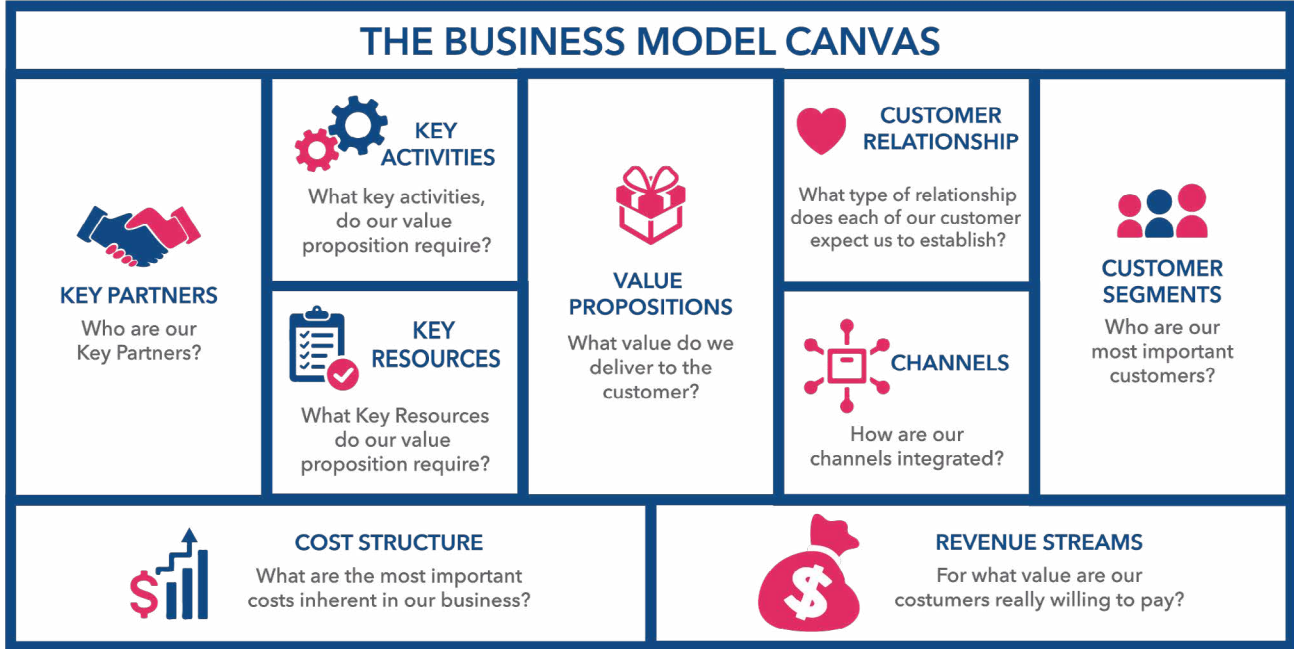 THE BUSINESS MODEL CANVAS
KEY PARTNERS
Who are our
Key Partners?
KEY
ACTIVITIES
What key activities,
do our value
proposition require?
KEY
RESOURCES
What Key Resources
do our value
proposition require?
VALUE
PROPOSITIONS
What value do we
deliver to the
customer?
CUSTOMER
RELATIONSHIP
What type of relationship
does each of our customer
expect us to establish?
CHANNELS
How are our
channels integrated?
CUSTOMER
SEGMENTS
Who are our
most important
customers?
$
COST STRUCTURE
What are the most important
costs inherent in our business?
$
REVENUE STREAMS
For what value are our
costumers really willing to pay?